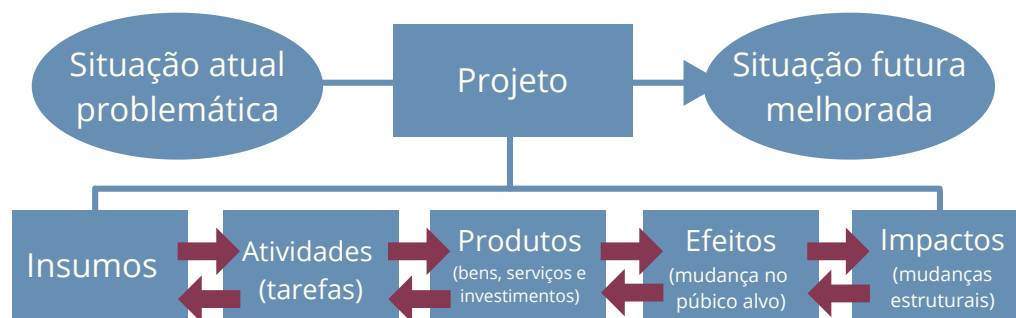 Situação atual
problemática
Projeto
Situação futura
melhorada
Insumos
Atividades
(tarefas)
Produtos
(bens, serviços e
investimentos)
Efeitos
(mudança no
púbico alvo)
Impactos
(mudanças
estruturais)